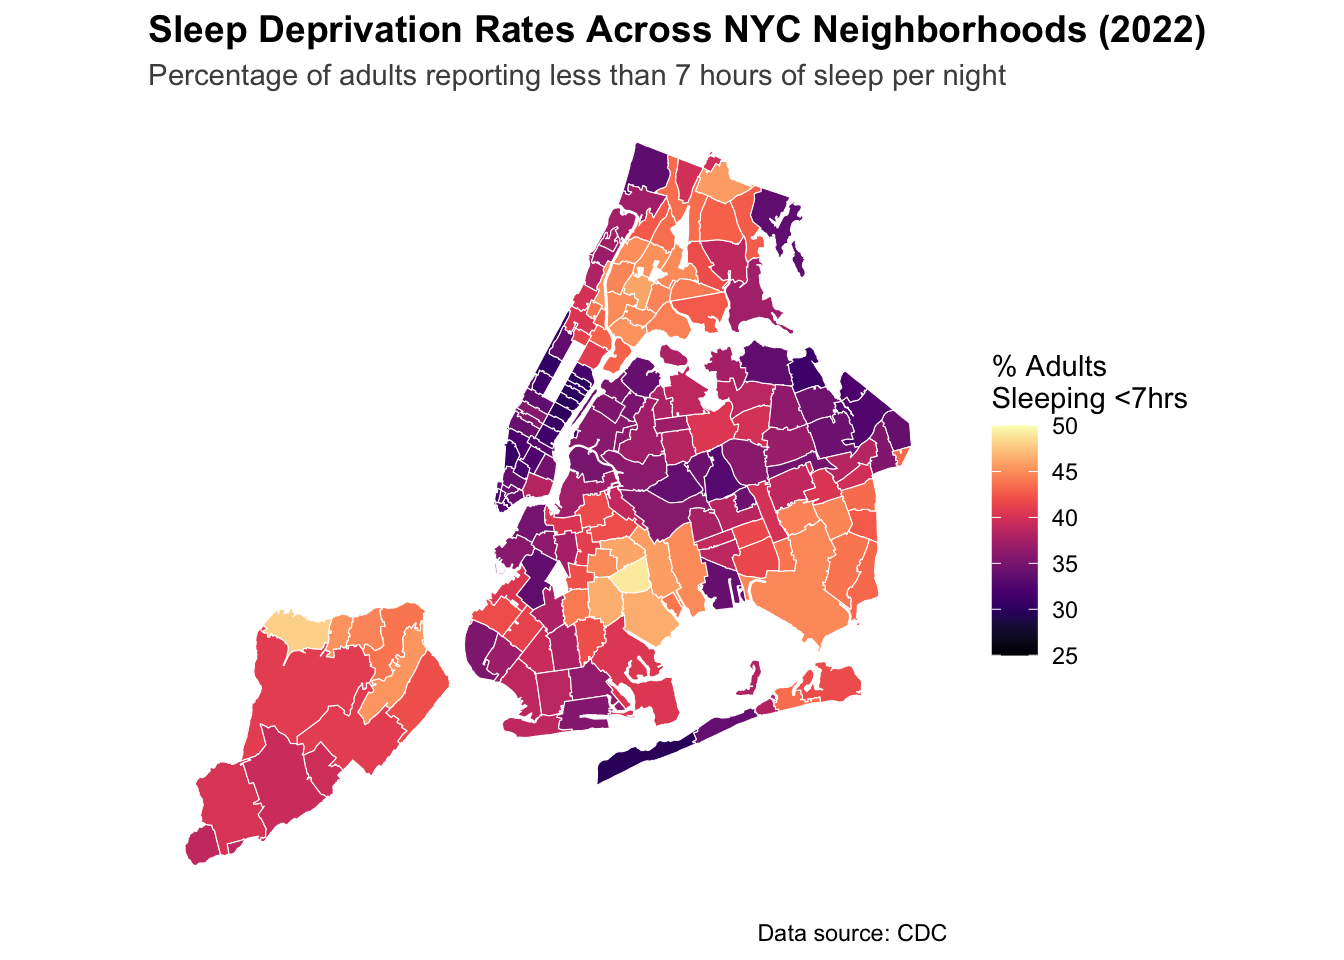 Sleep Deprivation Rates Across NYC Neighborhoods (2022)
Percentage of adults reporting less than 7 hours of sleep per night
% Adults
Sleeping <7hrs
50
45
40
35
30
25
Data source: CDC